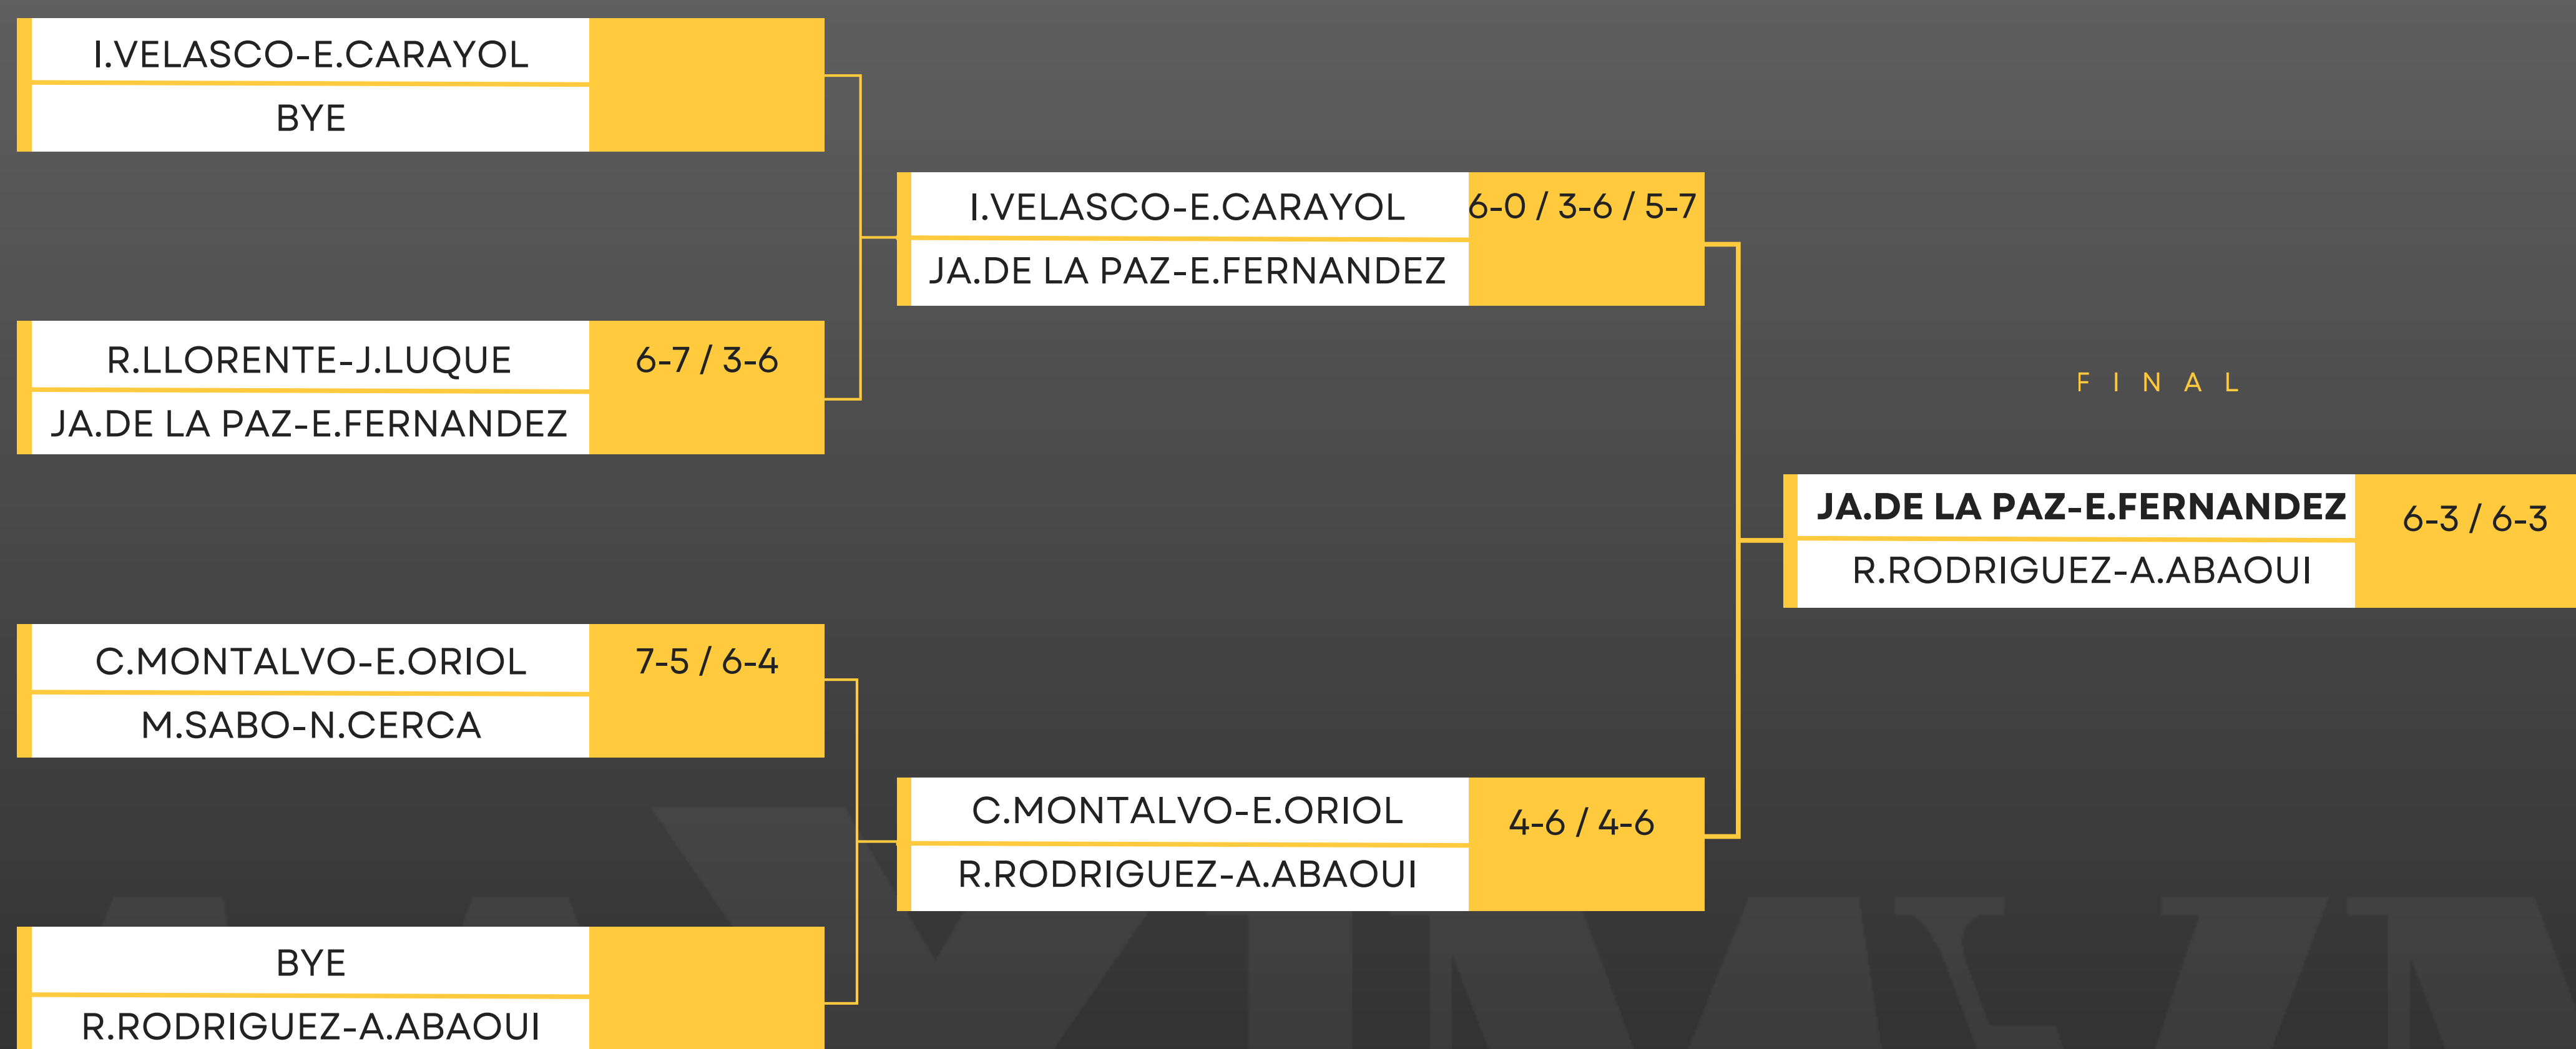 I.VELASCO-E.CARAYOL
BYE
R.LLORENTE-J.LUQUE 6-7 / 3-6
JA.DE LA PAZ-E.FERNANDEZ
C.MONTALVO-E.ORIOL 7-5 / 6-4
M.SABO-N.CERCA
BYE
R.RODRIGUEZ-A.ABAOUI
I.VELASCO-E.CARAYOL 6-0 / 3-6 / 5-7
JA.DE LA PAZ-E.FERNANDEZ
C.MONTALVO-E.ORIOL 4-6 / 4-6
R.RODRIGUEZ-A.ABAOUI
FINAL
JA.DE LA PAZ-E.FERNANDEZ 6-3 / 6-3
R.RODRIGUEZ-A.ABAOUI